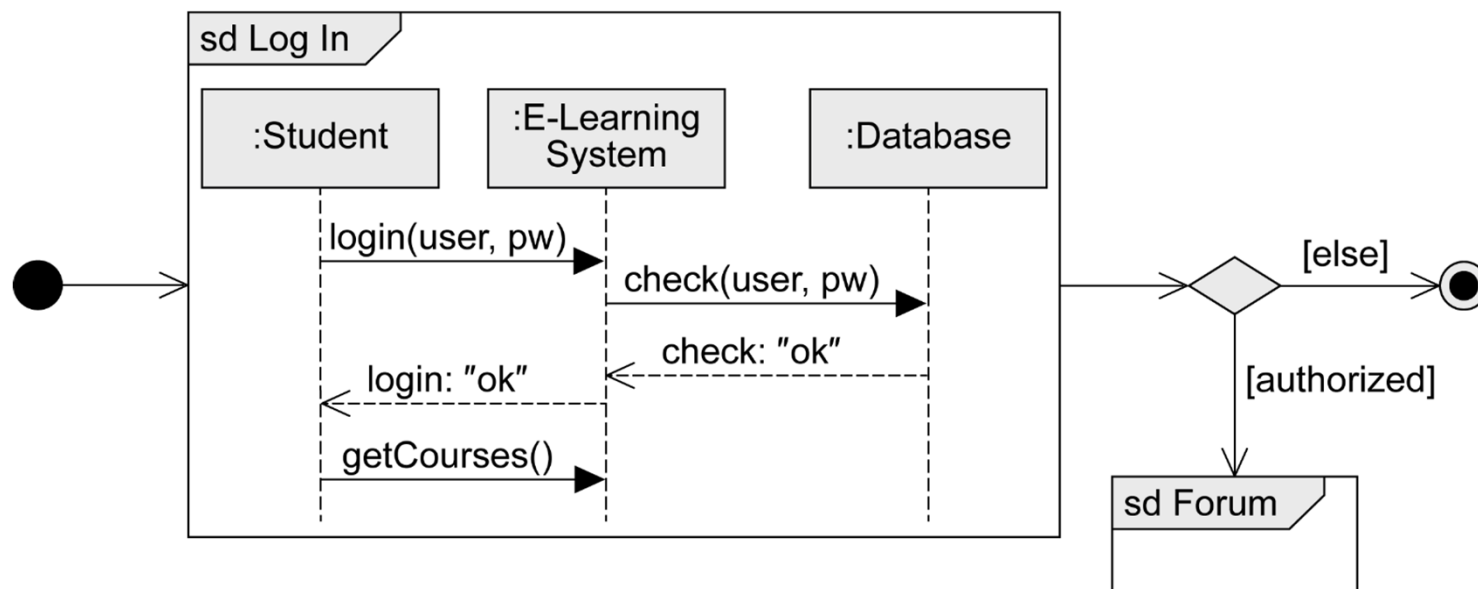 sd Log In
:Student
:E-Learning
System
:Database
login(user, pw)
check(user, pw)
check: "ok"
login: "ok"
getCourses()
[else]
[authorized]
sd Forum